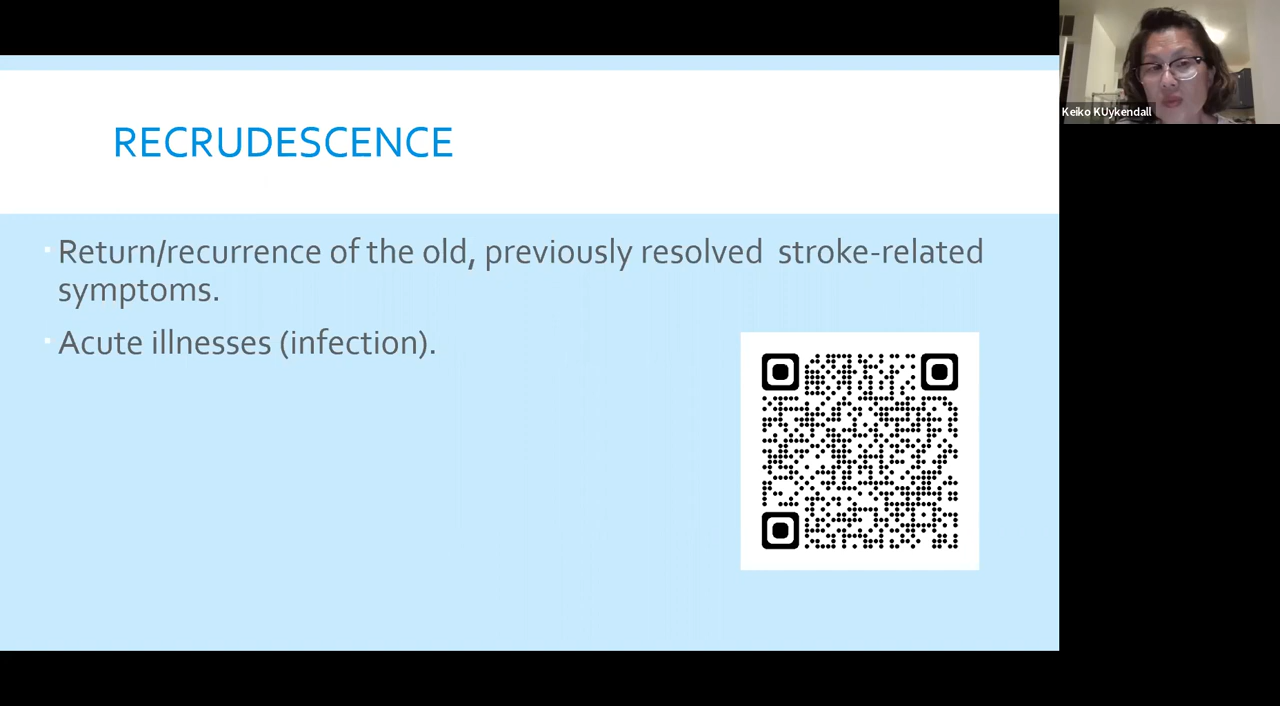 Keiko KUykendall
RECRUDESCENCE
Return/recurrence of the old, previously resolved stroke-related
symptoms.
Acute illnesses (infection).